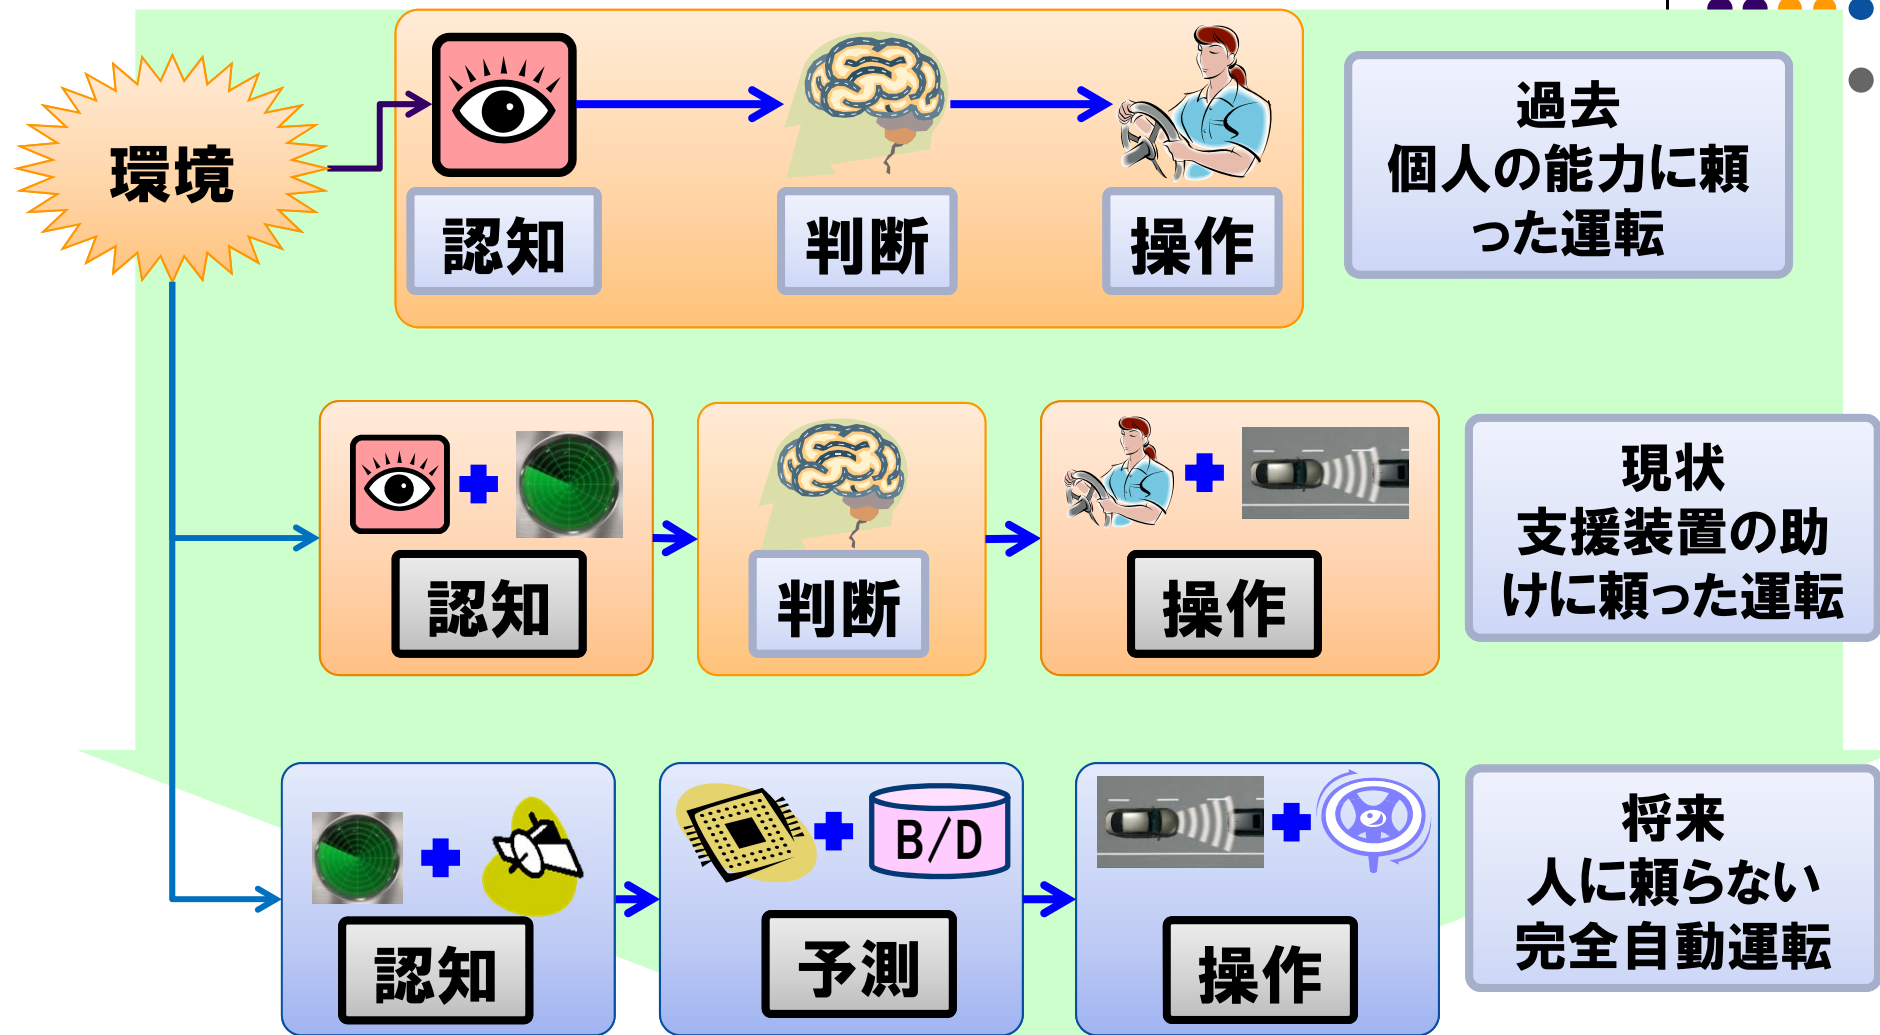 環境
認知
判断
操作
過去
個人の能力に頼
った運転
認知
判断
操作
現状
支援装置の助
けに頼った運転
B/D
認知
予測
操作
将来
人に頼らない
完全自動運転